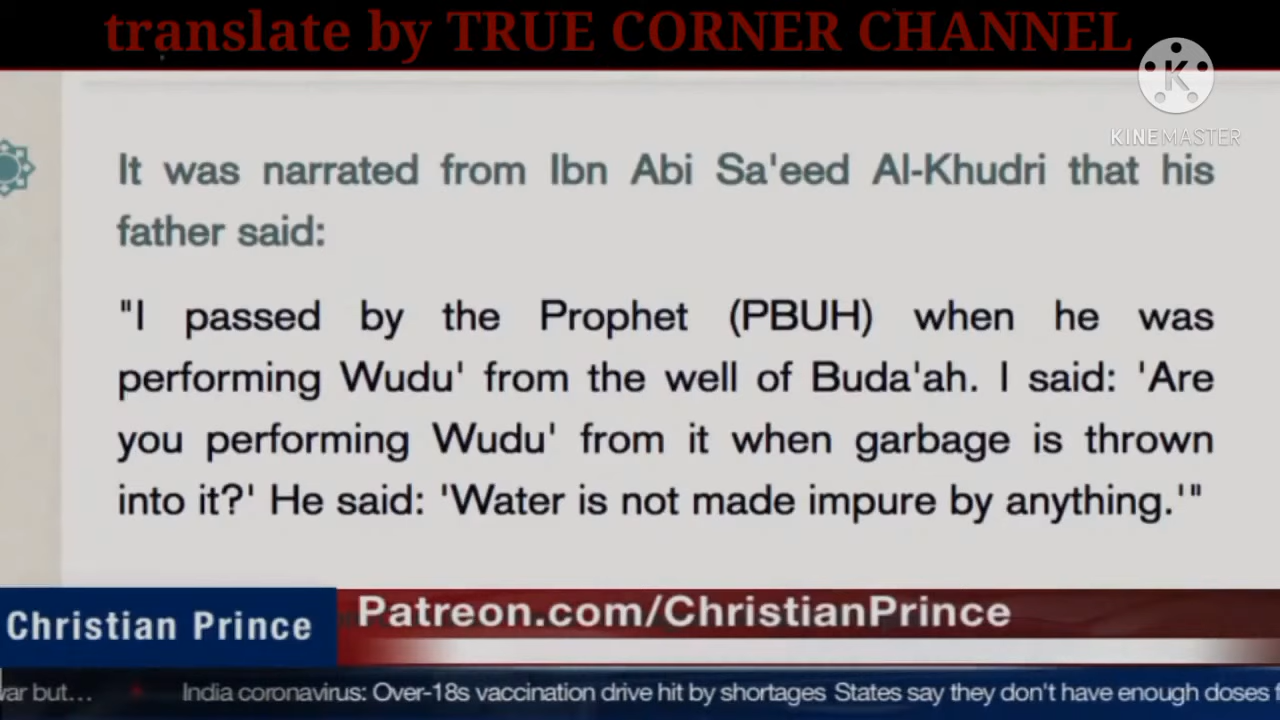 translate by TRUE CORNER CHANNEL
K
KINEMASTER
It was narrated from Ibn Abi Sa'eed Al-Khudri that his
father said:
"I passed by the Prophet (PBUH) when he was
performing Wudu' from the well of Buda'ah. I said: 'Are
you performing Wudu' from it when garbage is thrown
into it?' He said: 'Water is not made impure by anything.'"
Christian Prince
Patreon.com/ChristianPrince
but... India coronavirus: Over-18s vaccination drive hit by shortages States say they don't have enough doses